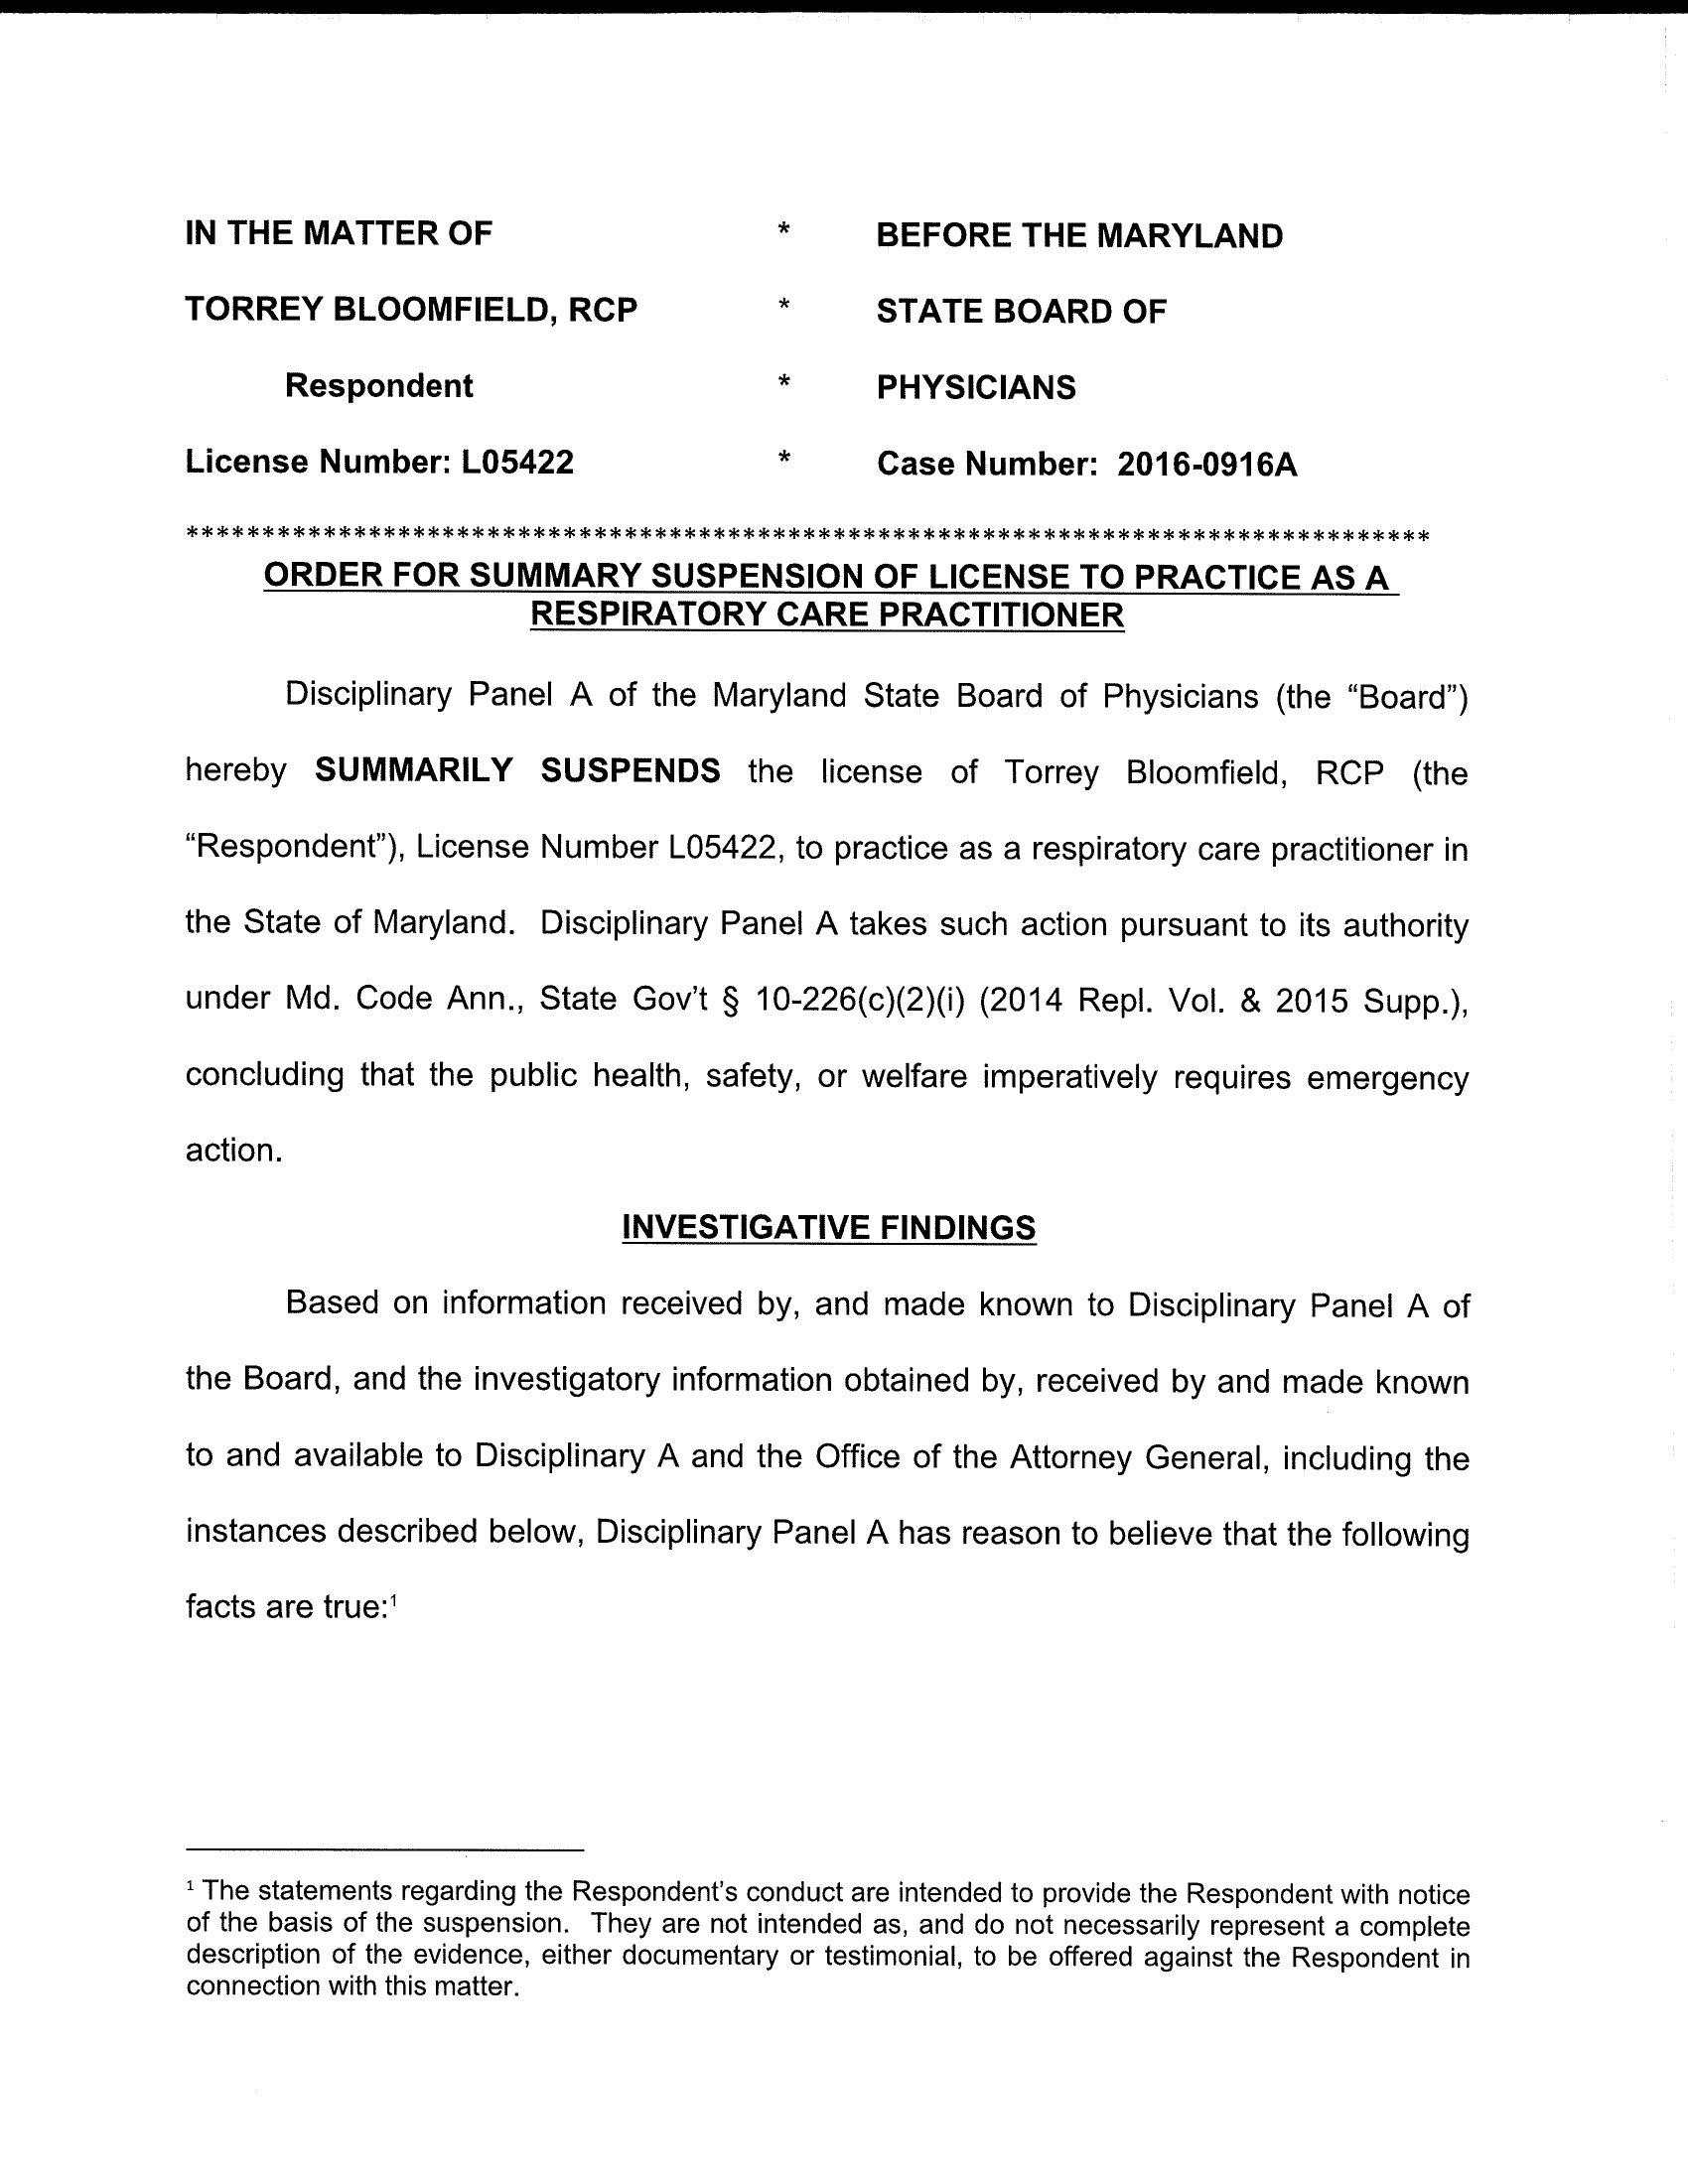 IN THE MATTER OF * BEFORE THE MARYLAND
TORREY BLOOMFIELD, RCP * STATE BOARD OF
Respondent * PHYSICIANS
License Number: L05422 * Case Number: 2016-0916A
***********************************************************************************
ORDER FOR SUMMARY SUSPENSION OF LICENSE TO PRACTICE AS A
RESPIRATORY CARE PRACTITIONER
Disciplinary Panel A of the Maryland State Board of Physicians (the “Board”)
hereby SUMMARILY SUSPENDS the license of Torrey Bloomfield, RCP (the
“Respondent”), License Number L05422, to practice as a respiratory care practitioner in
the State of Maryland. Disciplinary Panel A takes such action pursuant to its authority
under Md. Code Ann., State Gov’t § 10-226(c)(2)(i) (2014 Repl. Vol. & 2015 Supp.),
concluding that the public health, safety, or welfare imperatively requires emergency
action.
INVESTIGATIVE FINDINGS
Based on information received by, and made known to Disciplinary Panel A of
the Board, and the investigatory information obtained by, received by and made known
to and available to Disciplinary A and the Office of the Attorney General, including the
instances described below, Disciplinary Panel A has reason to believe that the following
facts are true:¹
¹ The statements regarding the Respondent’s conduct are intended to provide the Respondent with notice
of the basis of the suspension. They are not intended as, and do not necessarily represent a complete
description of the evidence, either documentary or testimonial, to be offered against the Respondent in
connection with this matter.